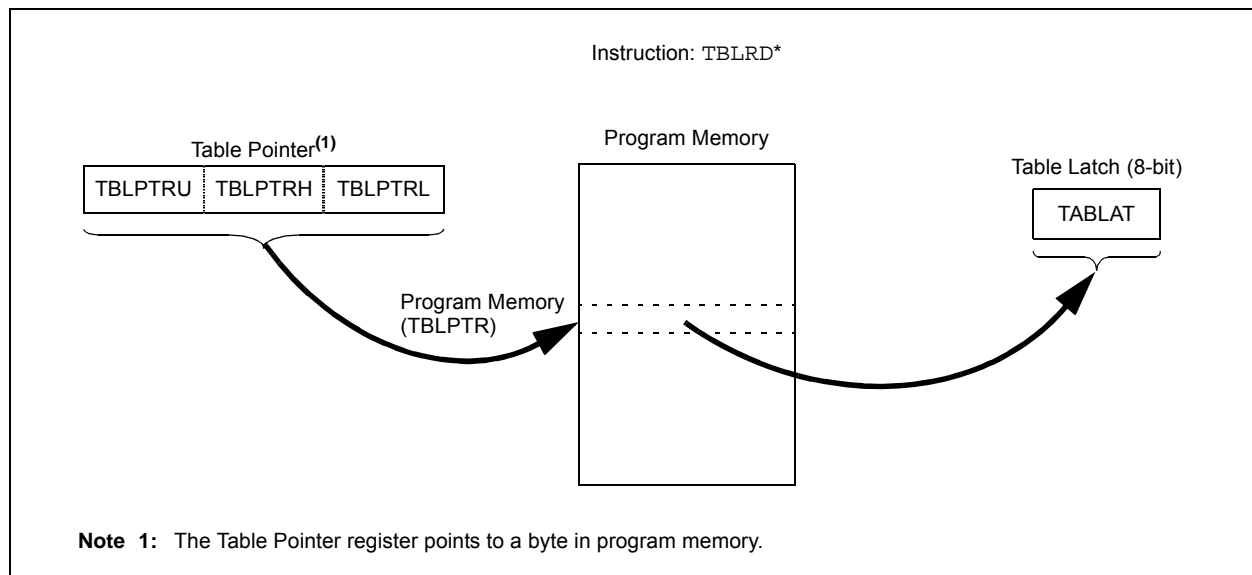 Instruction: TBLRD*
Table Pointer(1)
TBLPTRU TBLPTRH TBLPTRL
Program Memory
Table Latch (8-bit)
TABLAT
Program Memory
(TBLPTR)
Note 1: The Table Pointer register points to a byte in program memory.